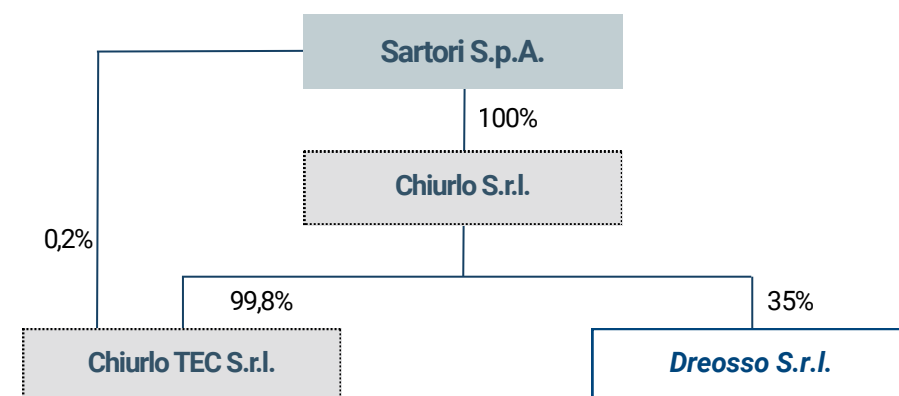 Sartori S.p.A.
100%
Chiurlo S.r.l.
0,2%
99,8%
35%
Chiurlo TEC S.r.l.
Dreosso S.r.l.